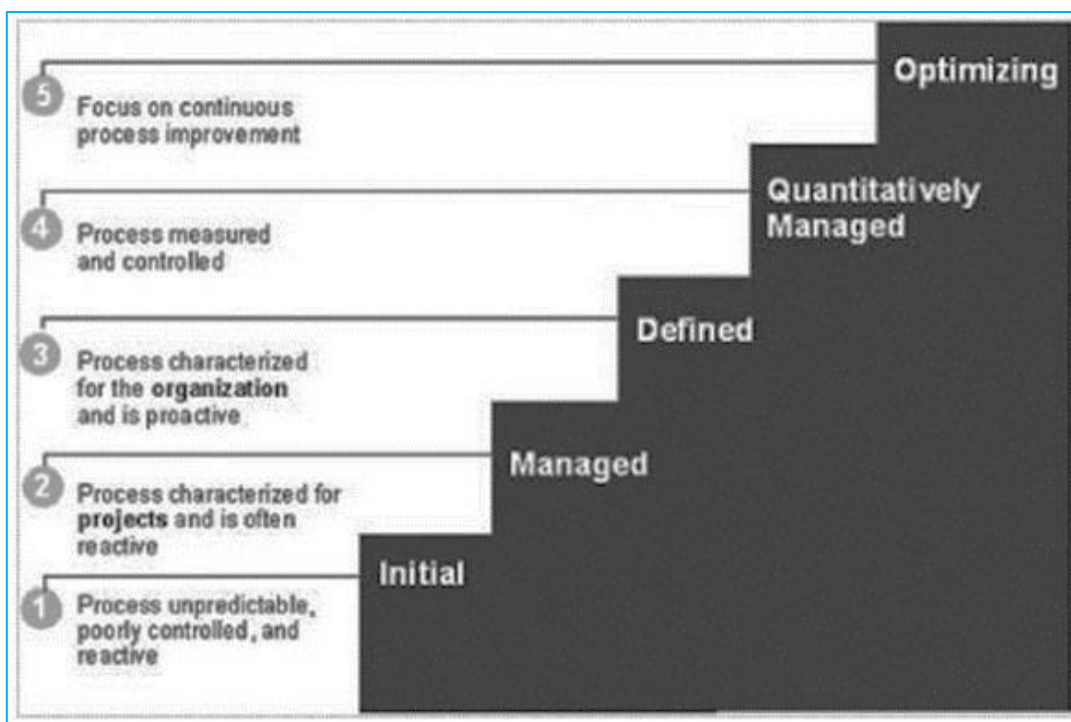 5
Optimizing
Focus on continuous
process improvement
4
Quantitatively
Managed
Process measured
and controlled
3
Defined
Process characterized
for the organization
and is proactive
2
Managed
Process characterized for
projects and is often
reactive
1
Initial
Process unpredictable,
poorly controlled, and
reactive